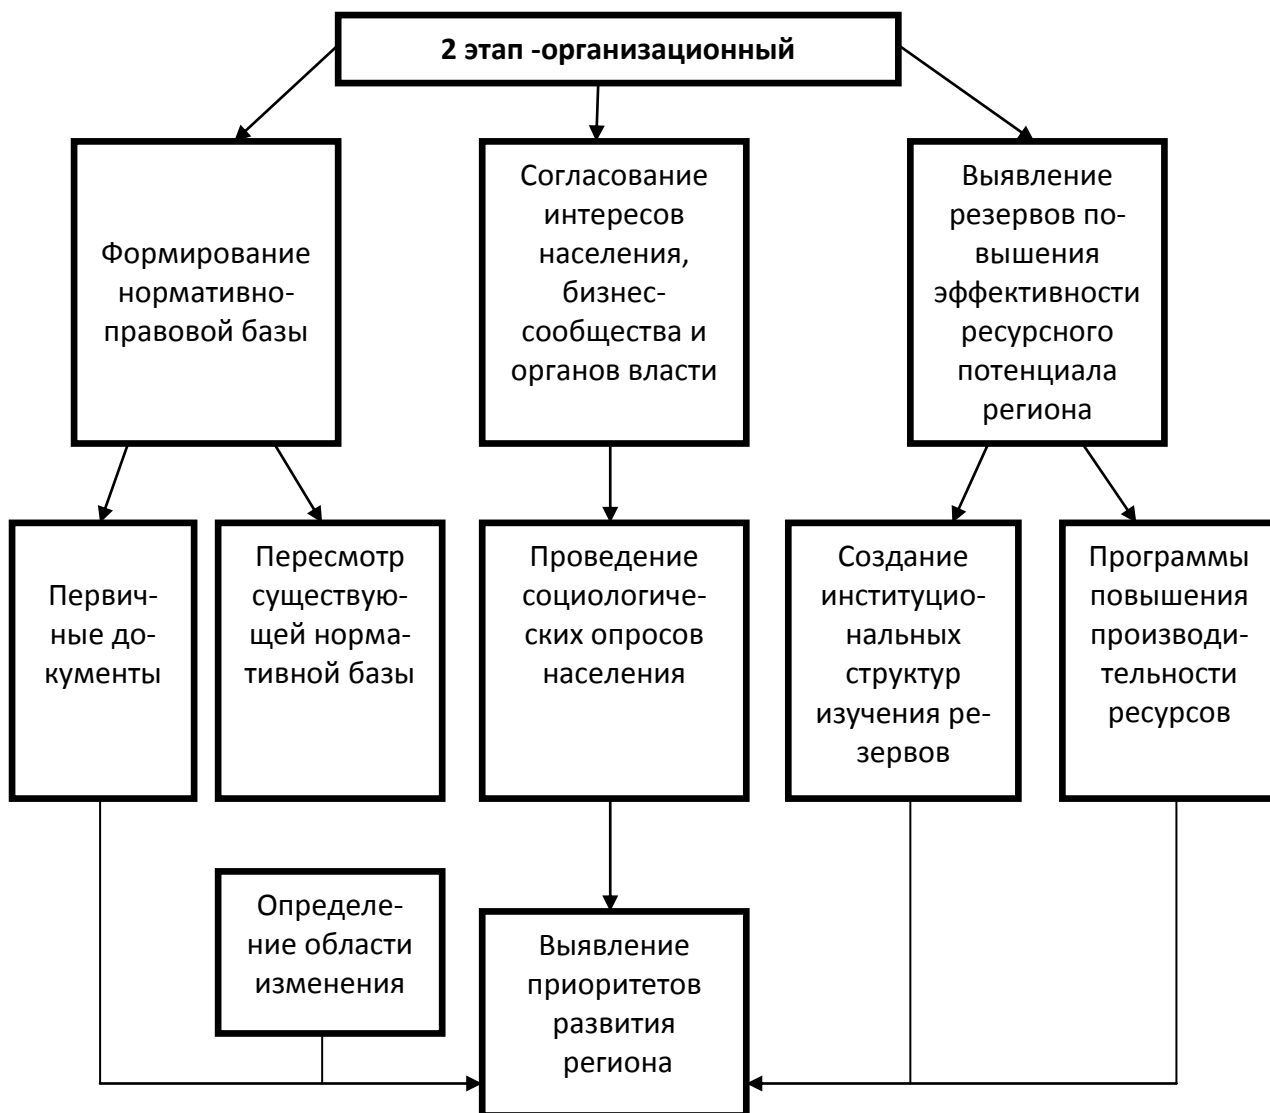 2 этап -организационный
Формирование
нормативно-
правовой базы
Согласование
интересов
населения,
бизнес-
сообщества и
органов власти
Выявление
резервов по-
вышения
эффективности
ресурсного
потенциала
региона
Первич-
ные до-
кументы
Пересмотр
существую-
щей норма-
тивной базы
Проведение
социологиче-
ских опросов
населения
Создание
институцио-
нальных
структур
изучения ре-
зервов
Программы
повышения
производи-
тельности
ресурсов
Определе-
ние области
изменения
Выявление
приоритетов
развития
региона